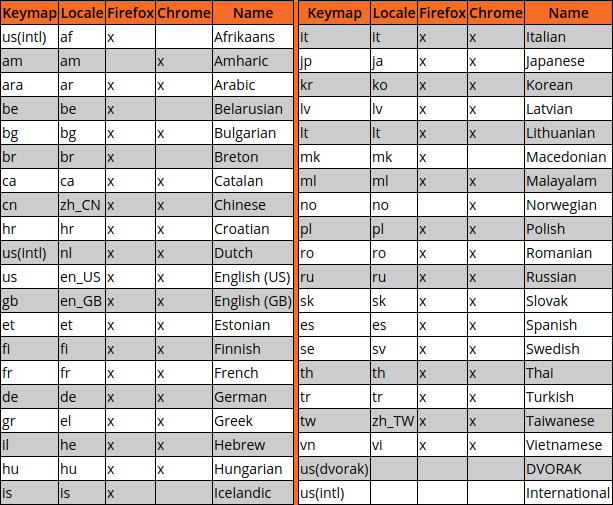 Keymap Locale Firefox Chrome Name
us(intl) af x Afrikaans
am am x Amharic
ara ar x x Arabic
be be x Belarusian
bg bg x x Bulgarian
br br x Breton
ca ca x x Catalan
cn zh_CN x x Chinese
hr hr x x Croatian
us(intl) nl x x Dutch
us en_US x x English (US)
gb en_GB x x English (GB)
et et x x Estonian
fi fi x x Finnish
fr fr x x French
de de x x German
gr el x x Greek
il he x x Hebrew
hu hu x x Hungarian
is is x Icelandic
Keymap Locale Firefox Chrome Name
it it x x Italian
jp ja x x Japanese
kr ko x x Korean
lv lv x x Latvian
lt lt x x Lithuanian
mk mk x Macedonian
ml ml x x Malayalam
no no x Norwegian
pl pl x x Polish
ro ro x x Romanian
ru ru x x Russian
sk sk x x Slovak
es es x x Spanish
se sv x x Swedish
th th x x Thai
tr tr x x Turkish
tw zh_TW x x Taiwanese
vn vi x x Vietnamese
us(dvorak) DVORAK
us(intl) International